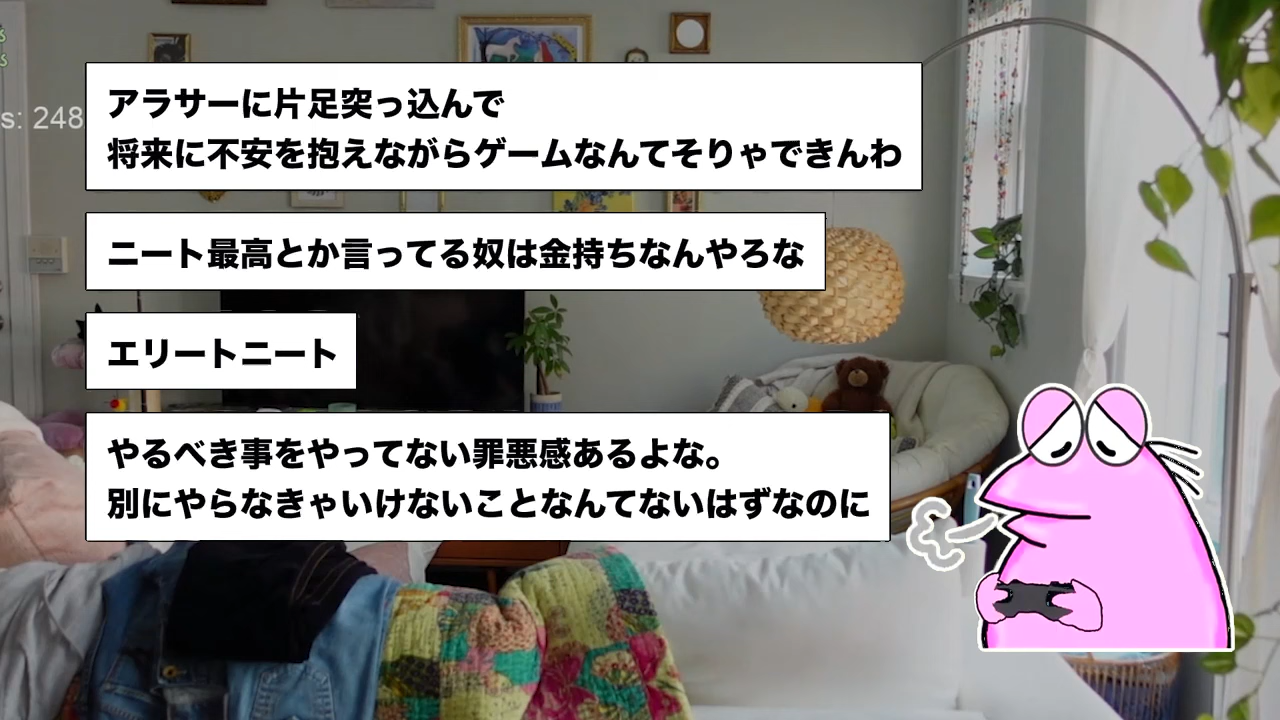 s: 248
アラサーに片足突っ込んで
将来に不安を抱えながらゲームなんてそりゃできんわ
ニート最高とか言ってる奴は金持ちなんやろな
エリートニート
やるべき事をやってない罪悪感あるよな。
別にやらなきゃいけないことなんてないはずなのに